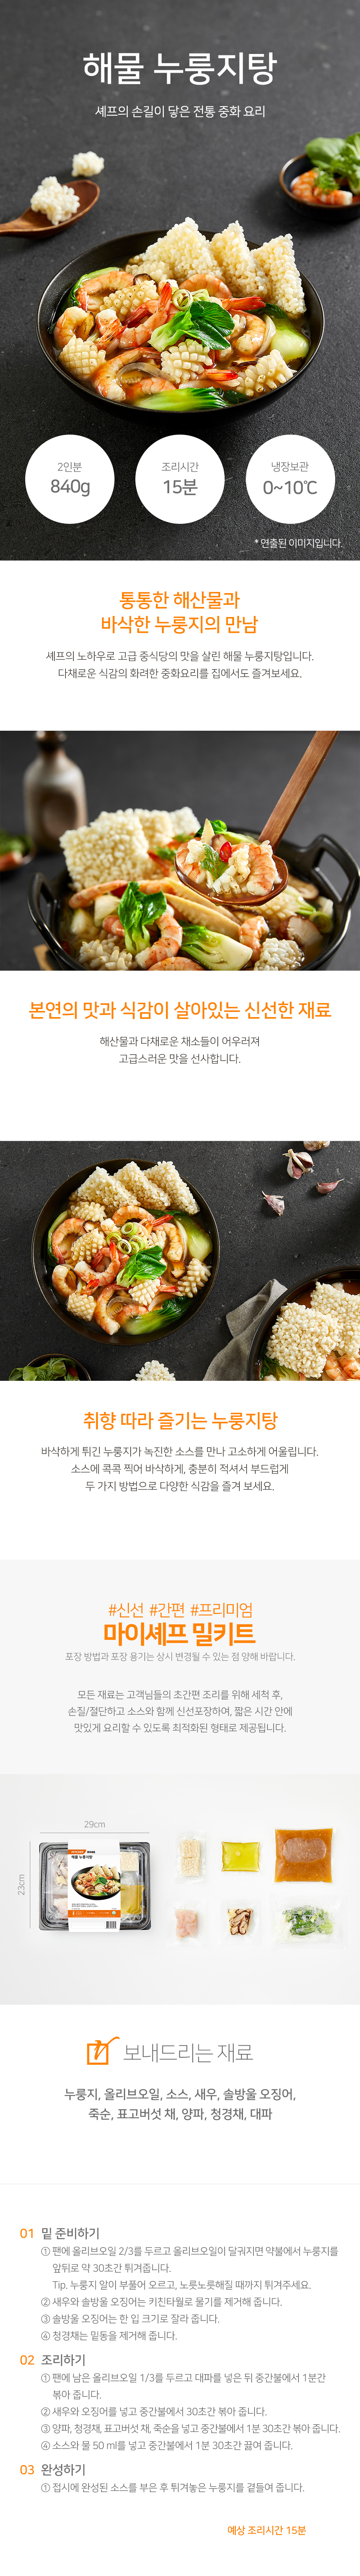 해물 누룽지탕
셰프의 손길이 닿은 전통 중화 요리
2인분
840g
조리시간
15분
냉장보관
0~10℃
* 연출된 이미지입니다.
통통한 해산물과
바삭한 누룽지의 만남
셰프의 노하우로 고급 중식당의 맛을 살린 해물 누룽지탕입니다.
다채로운 식감의 화려한 중화요리를 집에서도 즐겨보세요.
본연의 맛과 식감이 살아있는 신선한 재료
해산물과 다채로운 채소들이 어우러져
고급스러운 맛을 선사합니다.
취향 따라 즐기는 누룽지탕
바삭하게 튀긴 누룽지가 녹진한 소스를 만나 고소하게 어울립니다.
소스에 콕콕 찍어 바삭하게, 충분히 적셔서 부드럽게
두 가지 방법으로 다양한 식감을 즐겨 보세요.
#신선 #간편 #프리미엄
마이셰프 밀키트
포장 방법과 포장 용기는 상시 변경될 수 있는 점 양해 바랍니다.
모든 재료는 고객님들의 초간편 조리를 위해 세척 후,
손질/절단하고 소스와 함께 신선포장하여, 짧은 시간 안에
맛있게 요리할 수 있도록 최적화된 형태로 제공됩니다.
29cm
23cm
해물 누룽지탕
보내드리는 재료
누룽지, 올리브오일, 소스, 새우, 솔방울 오징어,
죽순, 표고버섯 채, 양파, 청경채, 대파
01 밑 준비하기
① 팬에 올리브오일 2/3를 두르고 올리브오일이 달궈지면 약불에서 누룽지를
앞뒤로 약 30초간 튀겨줍니다.
Tip. 누룽지 알이 부풀어 오르고, 노릇노릇해질 때까지 튀겨주세요.
② 새우와 솔방울 오징어는 키친타월로 물기를 제거해 줍니다.
③ 솔방울 오징어는 한 입 크기로 잘라 줍니다.
④ 청경채는 밑동을 제거해 줍니다.
02 조리하기
① 팬에 남은 올리브오일 1/3를 두르고 대파를 넣은 뒤 중간불에서 1분간
볶아 줍니다.
② 새우와 오징어를 넣고 중간불에서 30초간 볶아 줍니다.
③ 양파, 청경채, 표고버섯 채, 죽순을 넣고 중간불에서 1분 30초간 볶아 줍니다.
④ 소스와 물 50 ml를 넣고 중간불에서 1분 30초간 끓여 줍니다.
03 완성하기
① 접시에 완성된 소스를 부은 후 튀겨놓은 누룽지를 곁들여 줍니다.
예상 조리시간 15분